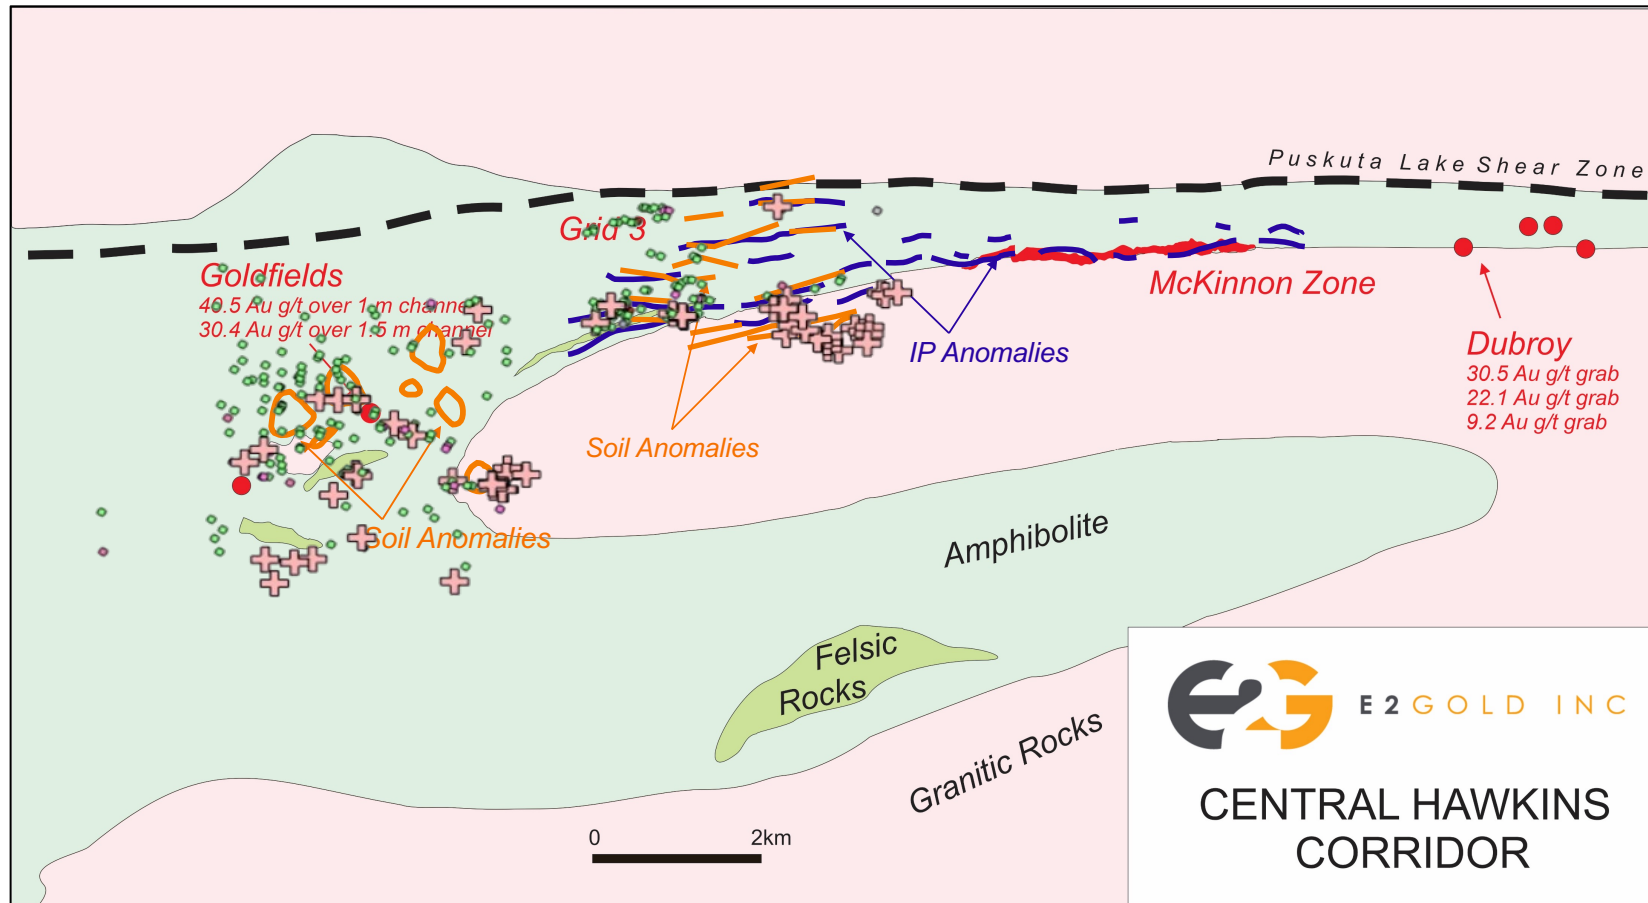 Puskuta Lake Shear Zone
Grid 3
Goldfields
40.5 Au g/t over 1 m channel
30.4 Au g/t over 1.5 m channel
McKinnon Zone
IP Anomalies
Dubroy
30.5 Au g/t grab
22.1 Au g/t grab
9.2 Au g/t grab
Soil Anomalies
Soil Anomalies
Amphibolite
Felsic
Rocks
Granitic Rocks
E2G
E2GOLD INC
CENTRAL HAWKINS
CORRIDOR
0 2km